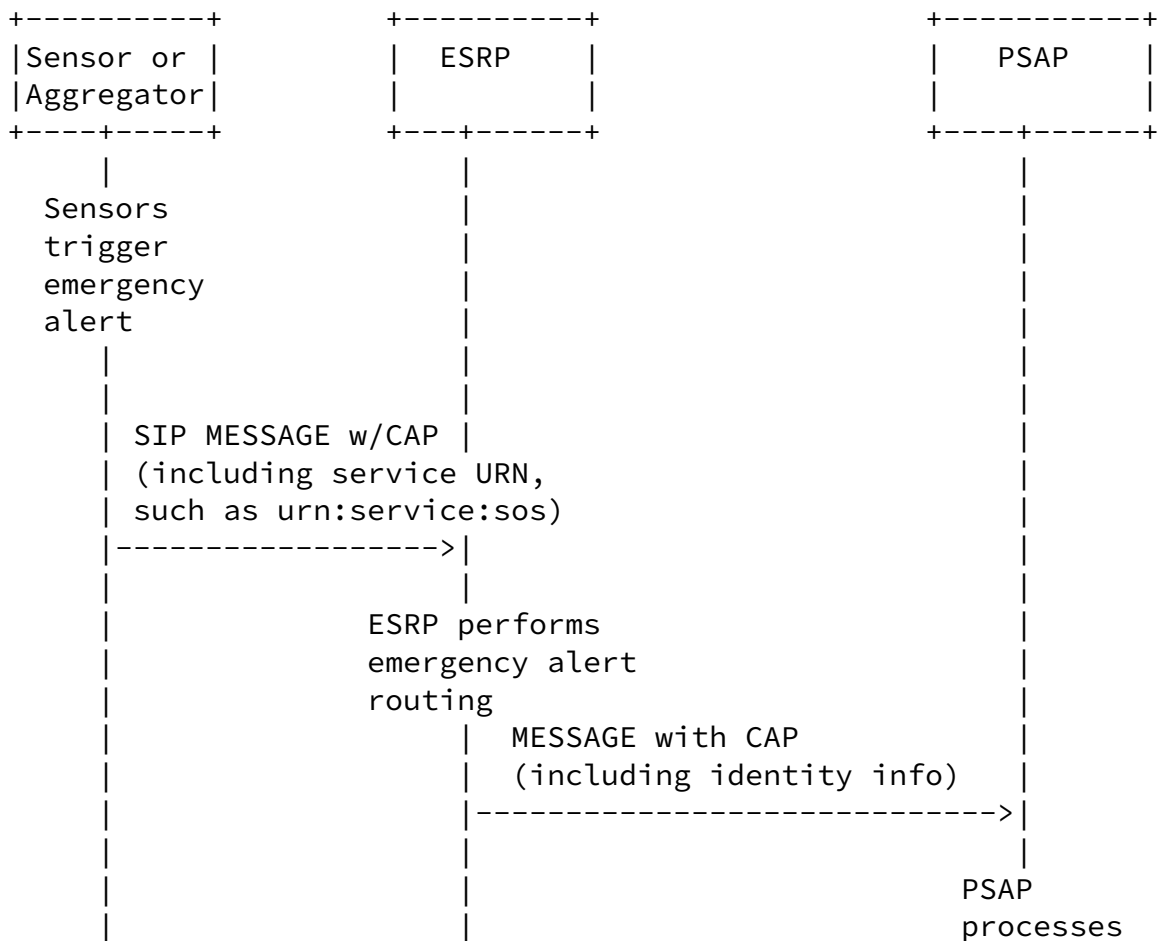 Sensor or ESRP PSAP
Aggregator
Sensors
trigger
emergency
alert
SIP MESSAGE w/CAP
(including service URN,
such as urn:service:sos)
ESRP performs
emergency alert
routing
MESSAGE with CAP
(including identity info)
PSAP
processes